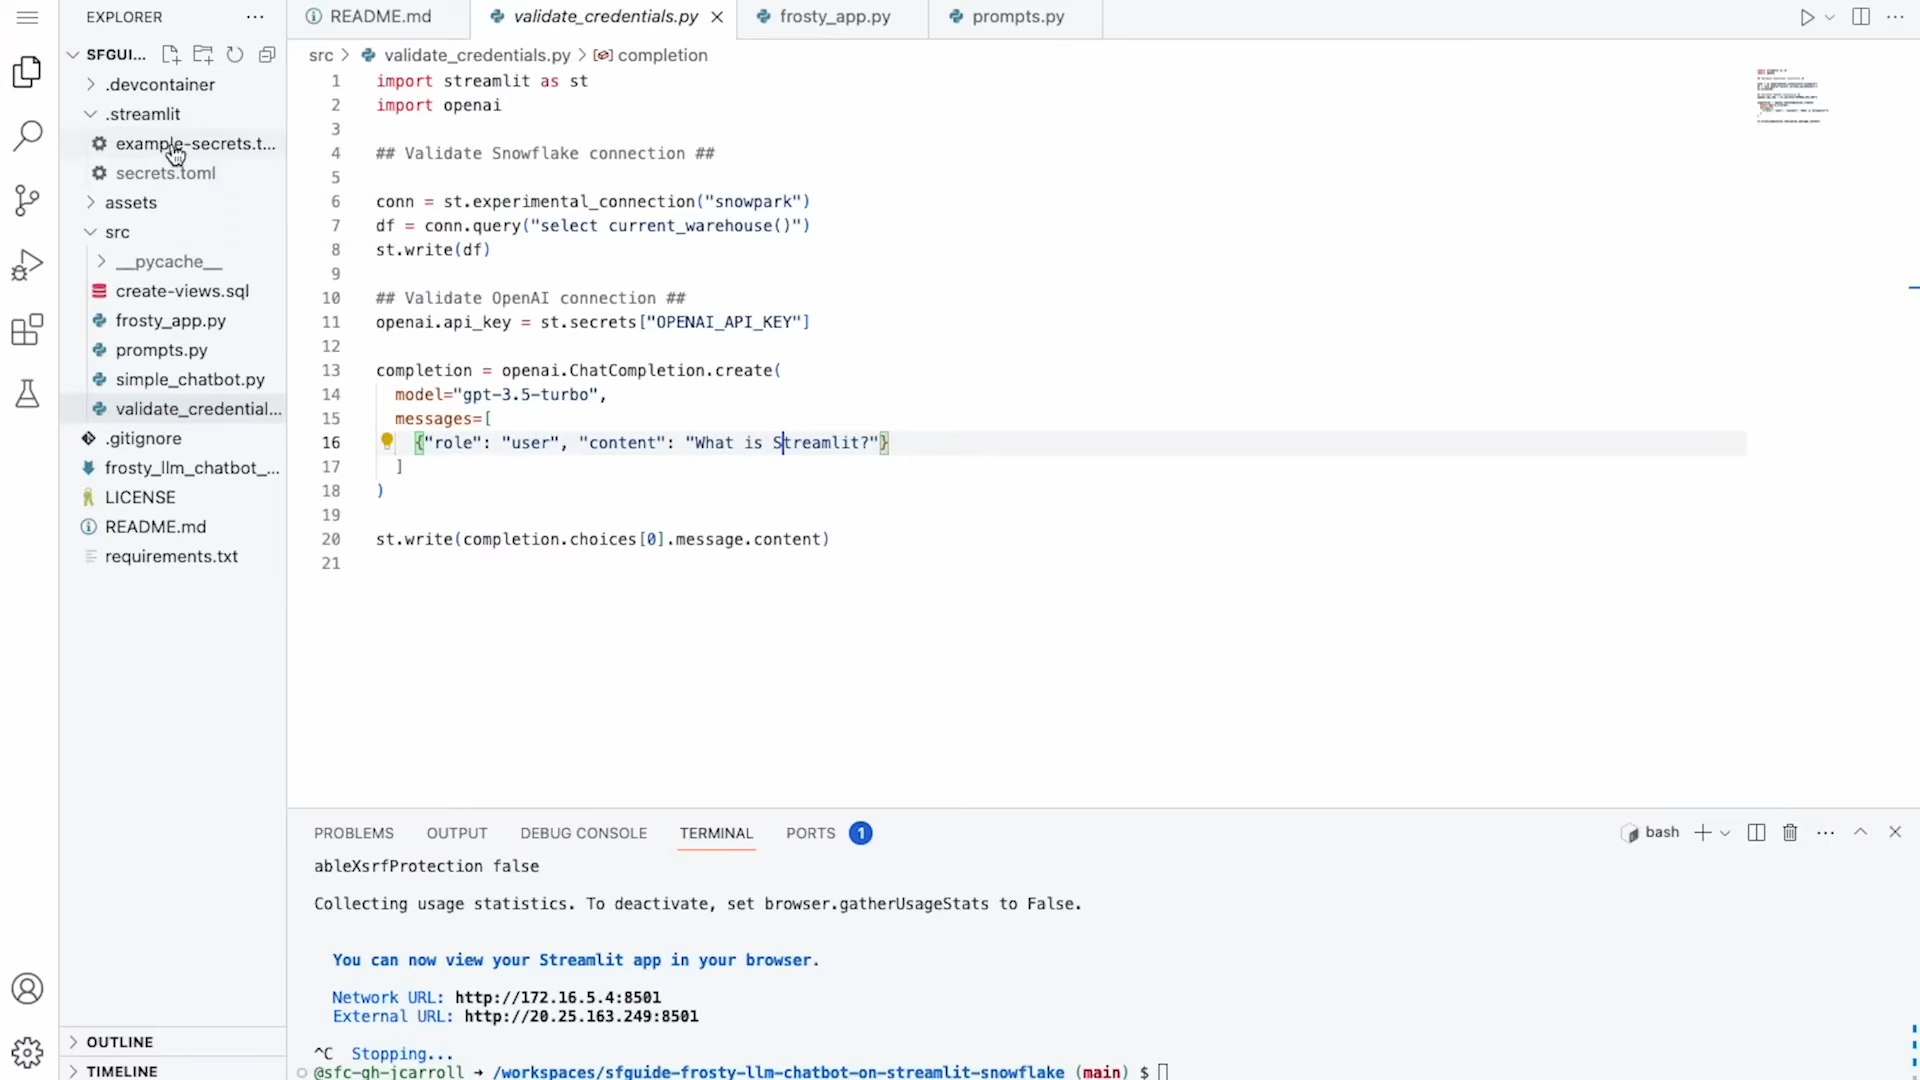 EXPLORER
README.md
validate_credentials.py
frosty_app.py
prompts.py
SFGUI...
.devcontainer
.streamlit
example-secrets.t...
secrets.toml
assets
src
__pycache__
create-views.sql
frosty_app.py
prompts.py
simple_chatbot.py
validate_credential...
.gitignore
frosty_llm_chatbot_...
LICENSE
README.md
requirements.txt
OUTLINE
TIMELINE
src > validate_credentials.py > completion
1 import streamlit as st
2 import openai
3
4 ## Validate Snowflake connection ##
5
6 conn = st.experimental_connection("snowpark")
7 df = conn.query("select current_warehouse()")
8 st.write(df)
9
10 ## Validate OpenAI connection ##
11 openai.api_key = st.secrets["OPENAI_API_KEY"]
12
13 completion = openai.ChatCompletion.create(
14 model="gpt-3.5-turbo",
15 messages=[
16 {"role": "user", "content": "What is Streamlit?"}
17 ]
18 )
19
20 st.write(completion.choices[0].message.content)
21
PROBLEMS OUTPUT DEBUG CONSOLE TERMINAL PORTS 1
bash
ableXsrfProtection false
Collecting usage statistics. To deactivate, set browser.gatherUsageStats to False.
You can now view your Streamlit app in your browser.
Network URL: http://172.16.5.4:8501
External URL: http://20.25.163.249:8501
^C Stopping...
@sfc-gh-jcarroll → /workspaces/sfguide-frosty-llm-chatbot-on-streamlit-snowflake (main) $